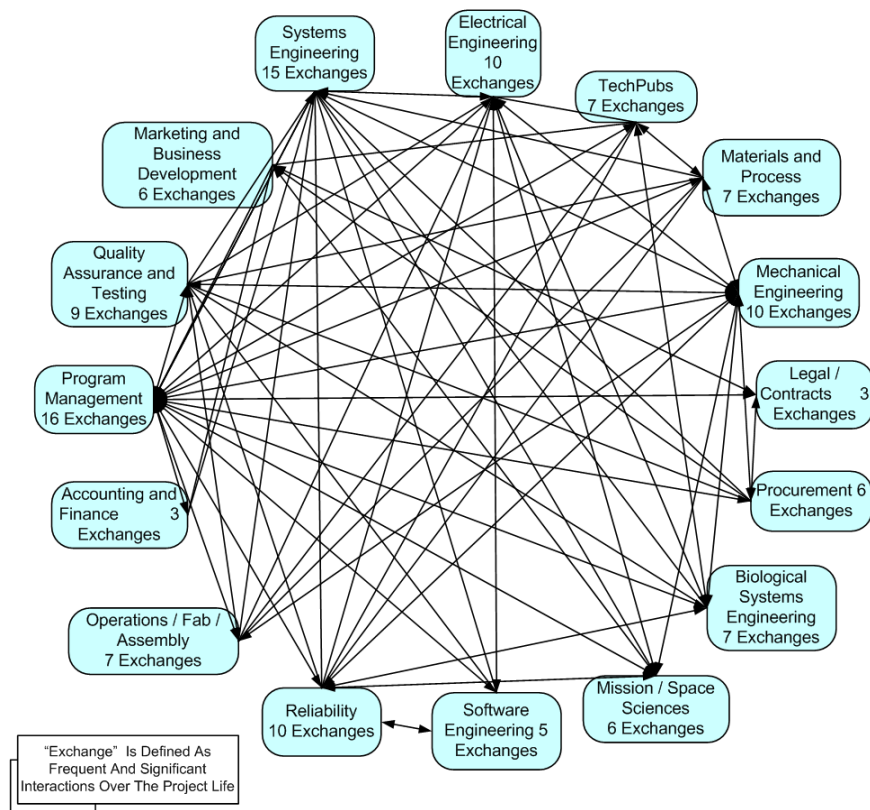 Systems
Engineering
15 Exchanges
Electrical
Engineering
10
Exchanges
TechPubs
7 Exchanges
Marketing and
Business
Development
6 Exchanges
Materials and
Process
7 Exchanges
Quality
Assurance and
Testing
9 Exchanges
Mechanical
Engineering
10 Exchanges
Program
Management
16 Exchanges
Legal /
Contracts 3
Exchanges
Accounting and
Finance 3
Exchanges
Procurement 6
Exchanges
Biological
Systems
Engineering
7 Exchanges
Operations / Fab /
Assembly
7 Exchanges
Reliability
10 Exchanges
Software
Engineering 5
Exchanges
Mission / Space
Sciences
6 Exchanges
“Exchange” Is Defined As
Frequent And Significant
Interactions Over The Project Life